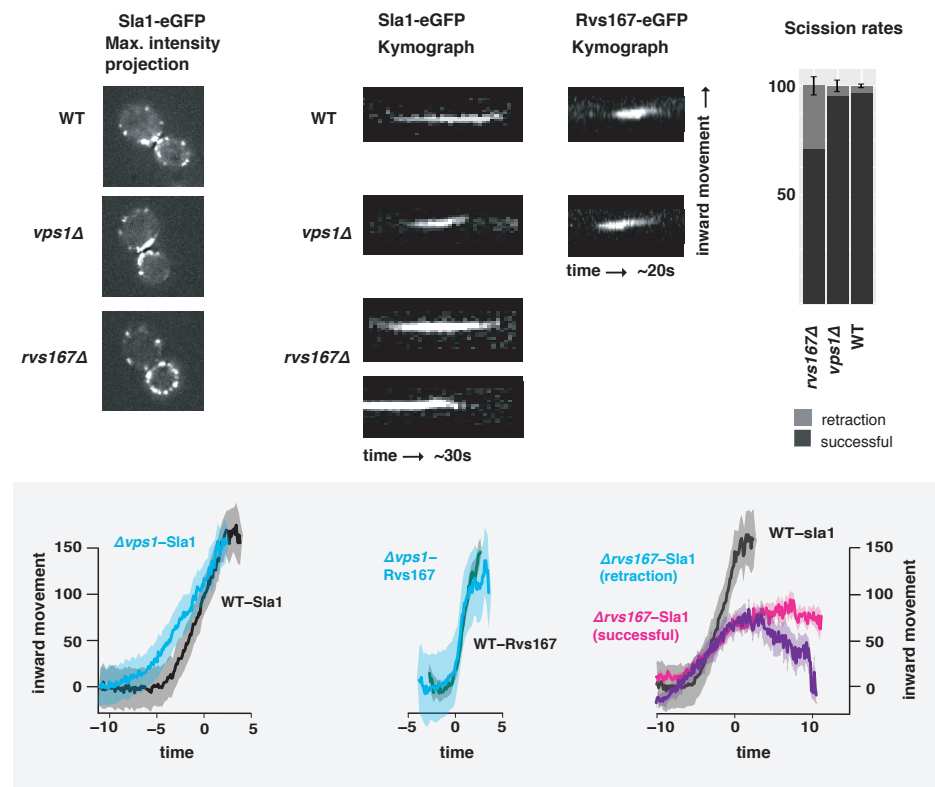 Sla1-eGFP
Max. intensity
projection
Sla1-eGFP
Kymograph
Rvs167-eGFP
Kymograph
Scission rates
WT
WT
inward movement →
100
50
vps1Δ
vps1Δ
time → ~20s
rvs167Δ
rvs167Δ
rvs167Δ
vps1Δ
WT
retraction
successful
time → ~30s
inward movement
150
100
50
0
Δvps1–Sla1
WT–Sla1
−10
−5
0
5
time
Δvps1–
Rvs167
WT–Rvs167
−5
0
5
time
WT–sla1
Δrvs167–Sla1
(retraction)
Δrvs167–Sla1
(successful)
150
100
50
0
inward movement
−10
0
10
time